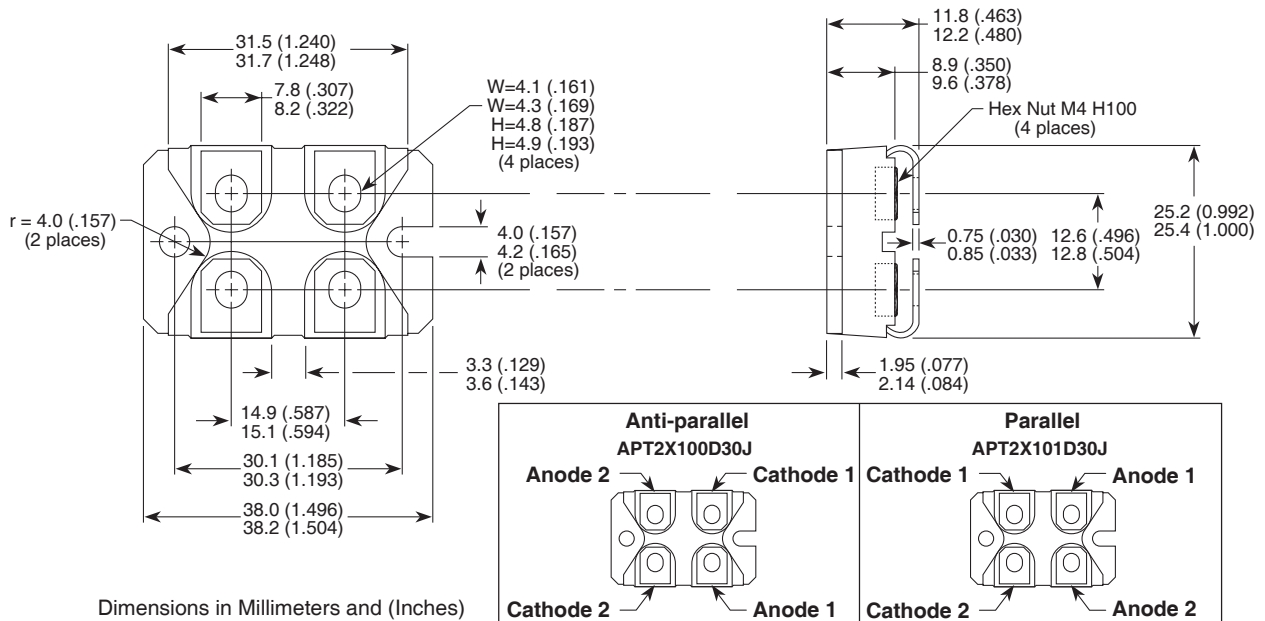 31.5 (1.240)
31.7 (1.248)
7.8 (.307)
8.2 (.322)
W=4.1 (.161)
W=4.3 (.169)
H=4.8 (.187)
H=4.9 (.193)
(4 places)
r = 4.0 (.157)
(2 places)
4.0 (.157)
4.2 (.165)
(2 places)
3.3 (.129)
3.6 (.143)
14.9 (.587)
15.1 (.594)
30.1 (1.185)
30.3 (1.193)
38.0 (1.496)
38.2 (1.504)
11.8 (.463)
12.2 (.480)
8.9 (.350)
9.6 (.378)
Hex Nut M4 H100
(4 places)
0.75 (.030)
0.85 (.033)
12.6 (.496)
12.8 (.504)
25.2 (0.992)
25.4 (1.000)
1.95 (.077)
2.14 (.084)
Dimensions in Millimeters and (Inches)
Anti-parallel
APT2X100D30J
Anode 2
Cathode 1
Cathode 2
Anode 1
Parallel
APT2X101D30J
Cathode 1
Anode 1
Cathode 2
Anode 2